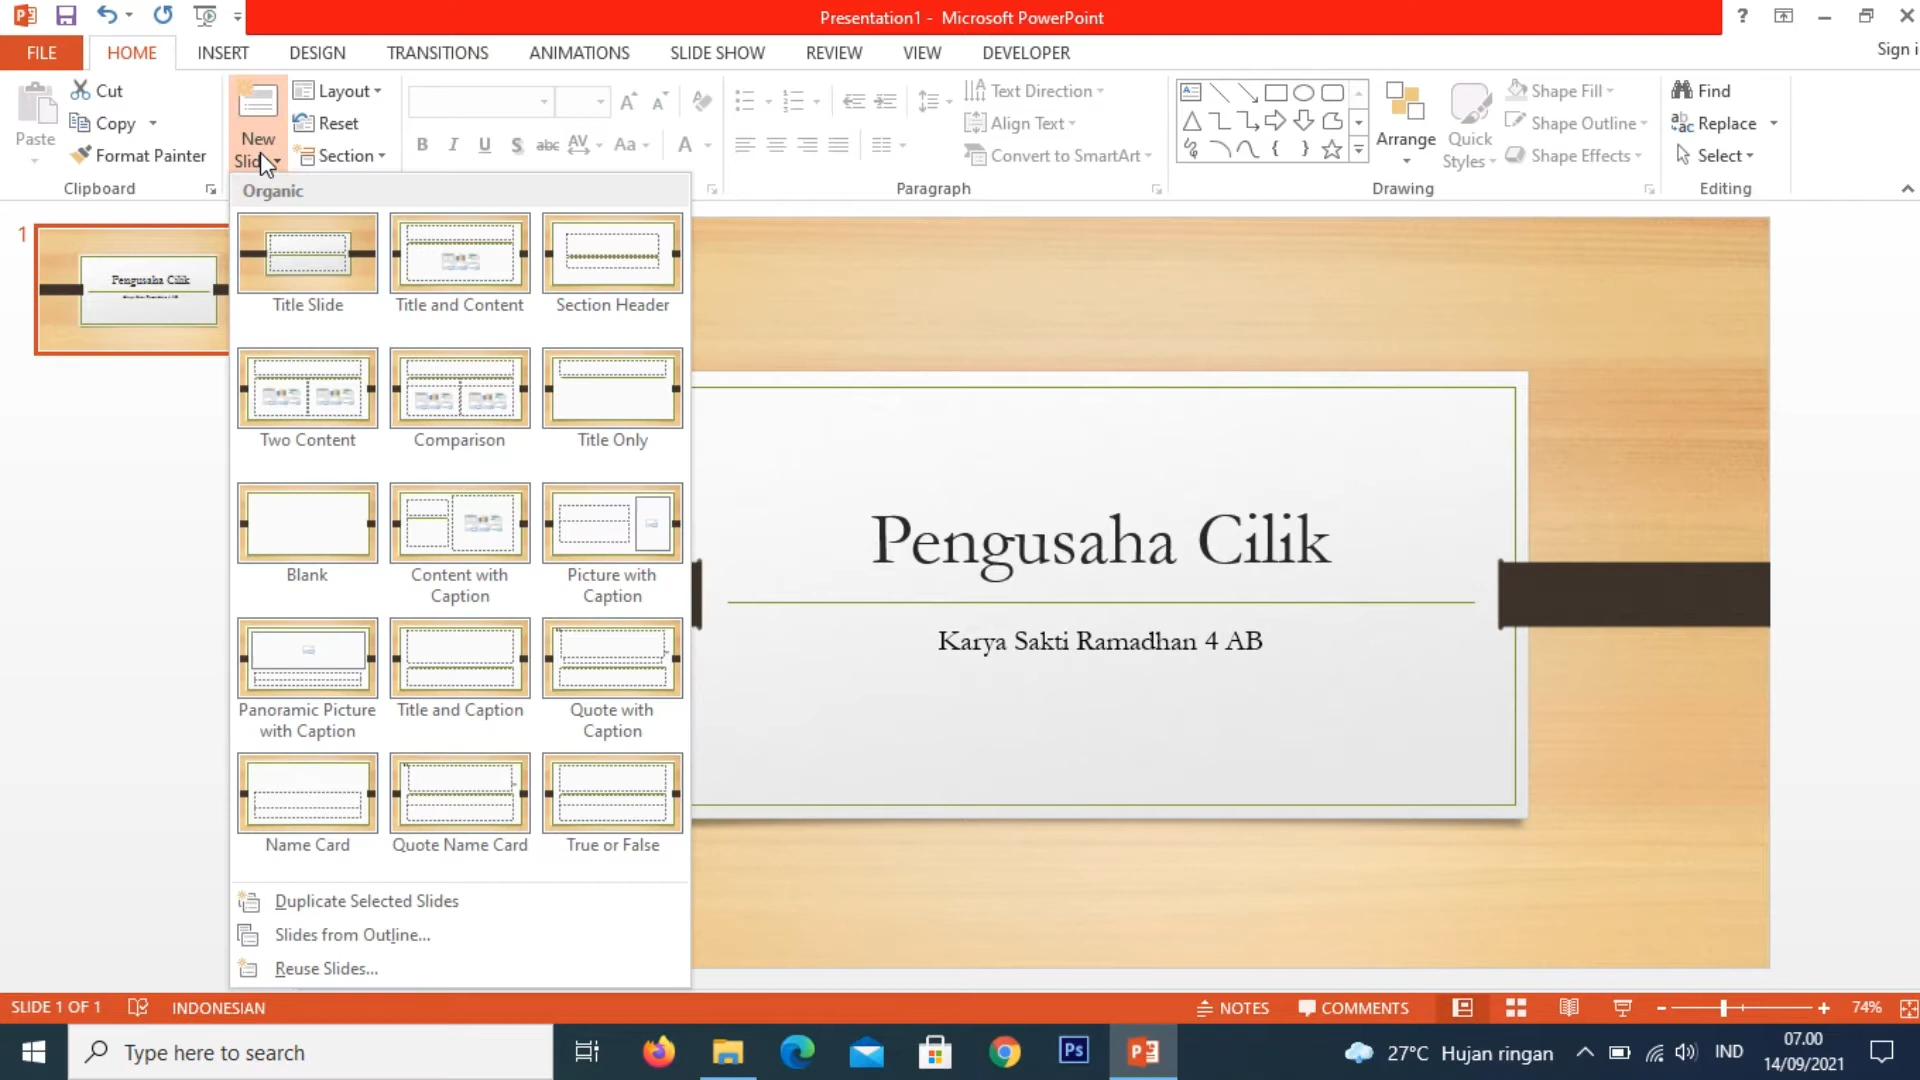 Presentation1 - Microsoft PowerPoint
?
FILE HOME INSERT DESIGN TRANSITIONS ANIMATIONS SLIDE SHOW REVIEW VIEW DEVELOPER Sign i
Paste
Cut
Copy
Format Painter
Clipboard
New
Layout
Reset
Section
B I U S abc AV Aa A
Text Direction
Align Text
Convert to SmartArt
Paragraph
Arrange
Quick
Styles
Shape Fill
Shape Outline
Shape Effects
Drawing
Find
Replace
Select
Editing
Organic
Title Slide Title and Content Section Header
Two Content Comparison Title Only
Blank
Content with
Caption
Picture with
Caption
Panoramic Picture
with Caption
Title and Caption
Quote with
Caption
Name Card Quote Name Card True or False
Duplicate Selected Slides
Slides from Outline...
Reuse Slides...
1
Pengusaha Cilik
Pengusaha Cilik
Karya Sakti Ramadhan 4 AB
SLIDE 1 OF 1 INDONESIAN NOTES COMMENTS 74%
Type here to search
Ps
27°C Hujan ringan
IND
07.00
14/09/2021